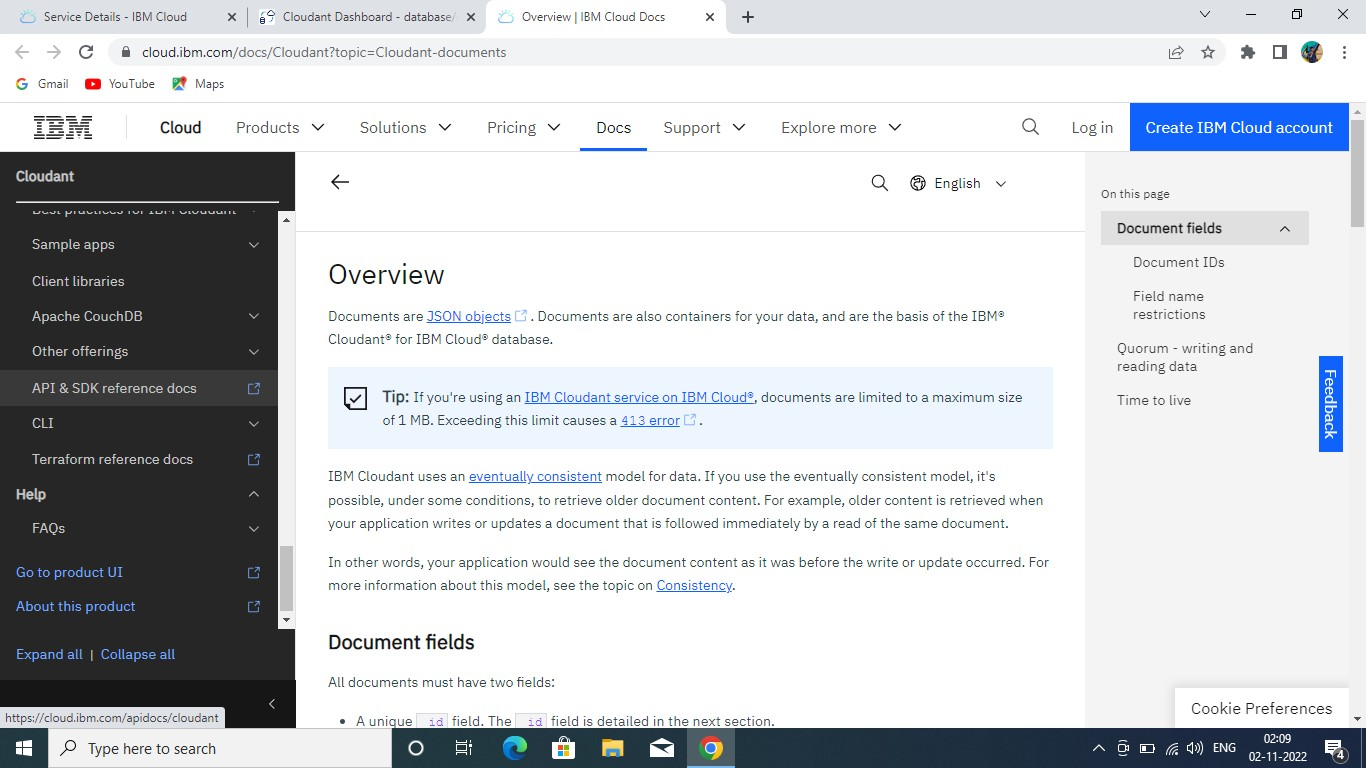 Service Details - IBM Cloud
Cloudant Dashboard - database/
Overview | IBM Cloud Docs
cloud.ibm.com/docs/Cloudant?topic=Cloudant-documents
Gmail
YouTube
Maps
IBM
Cloud
Products
Solutions
Pricing
Docs
Support
Explore more
Log in
Create IBM Cloud account
Cloudant
Best practices for IBM Cloudant
Sample apps
Client libraries
Apache CouchDB
Other offerings
API & SDK reference docs
CLI
Terraform reference docs
Help
FAQs
Go to product UI
About this product
Expand all | Collapse all
https://cloud.ibm.com/apidocs/cloudant
English
Overview
Documents are JSON objects. Documents are also containers for your data, and are the basis of the IBM®
Cloudant® for IBM Cloud® database.
Tip: If you're using an IBM Cloudant service on IBM Cloud®, documents are limited to a maximum size
of 1 MB. Exceeding this limit causes a 413 error.
IBM Cloudant uses an eventually consistent model for data. If you use the eventually consistent model, it's
possible, under some conditions, to retrieve older document content. For example, older content is retrieved when
your application writes or updates a document that is followed immediately by a read of the same document.
In other words, your application would see the document content as it was before the write or update occurred. For
more information about this model, see the topic on Consistency.
Document fields
All documents must have two fields:
• A unique _id field. The _id field is detailed in the next section.
On this page
Document fields
Document IDs
Field name
restrictions
Quorum - writing and
reading data
Time to live
Feedback
Cookie Preferences
Type here to search
ENG
02:09
02-11-2022
4